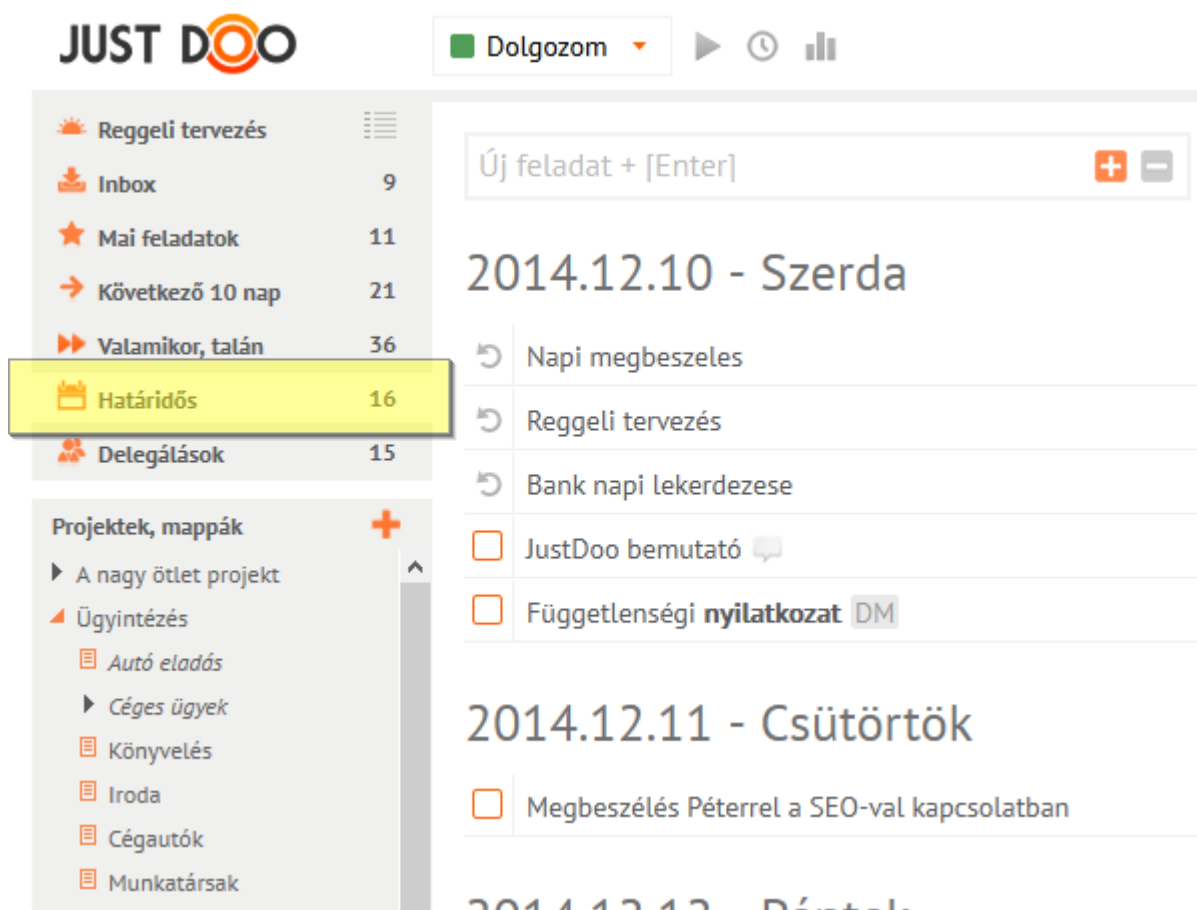 JUST DOO
Dolgozom
Reggeli tervezés
Inbox 9
Mai feladatok 11
Következő 10 nap 21
Valamikor, talán 36
Határidős 16
Delegálások 15
Projektek, mappák
A nagy ötlet projekt
Ügyintézés
Autó eladás
Céges ügyek
Könyvelés
Iroda
Cégautók
Munkatársak
Új feladat + [Enter]
2014.12.10 - Szerda
Napi megbeszeles
Reggeli tervezés
Bank napi lekerdezese
JustDoo bemutató
Függetlenségi nyilatkozat DM
2014.12.11 - Csütörtök
Megbeszélés Péterrel a SEO-val kapcsolatban